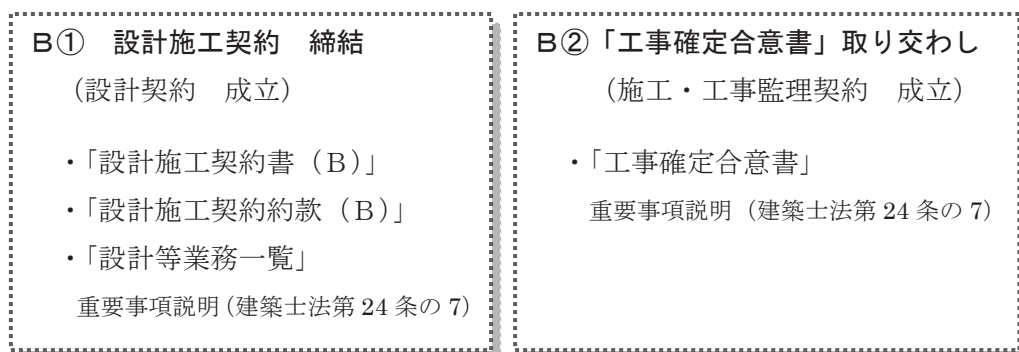 B① 設計施工契約 締結
(設計契約 成立)
・「設計施工契約書(B)」
・「設計施工契約約款(B)」
・「設計等業務一覧」
重要事項説明(建築士法第 24 条の 7)
B②「工事確定合意書」取り交わし
(施工・工事監理契約 成立)
・「工事確定合意書」
重要事項説明(建築士法第 24 条の 7)